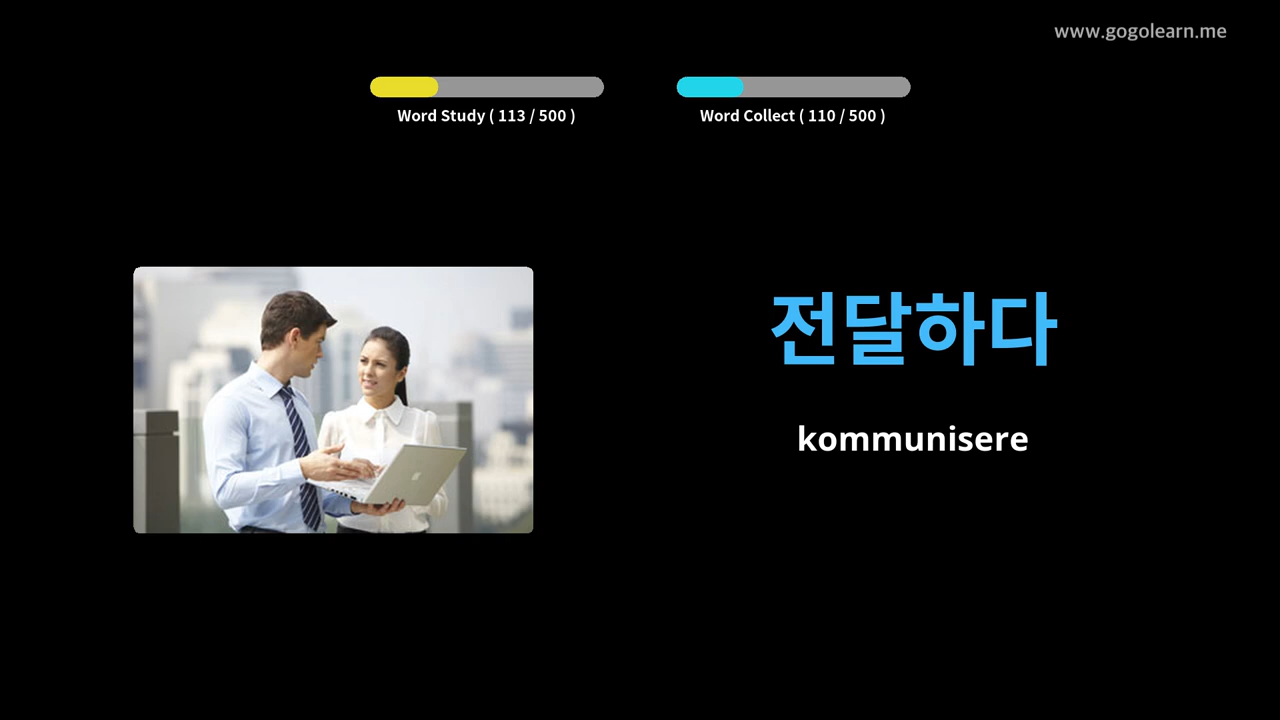 www.gogolearn.me
Word Study ( 113 / 500 )
Word Collect ( 110 / 500 )
전달하다
kommunisere